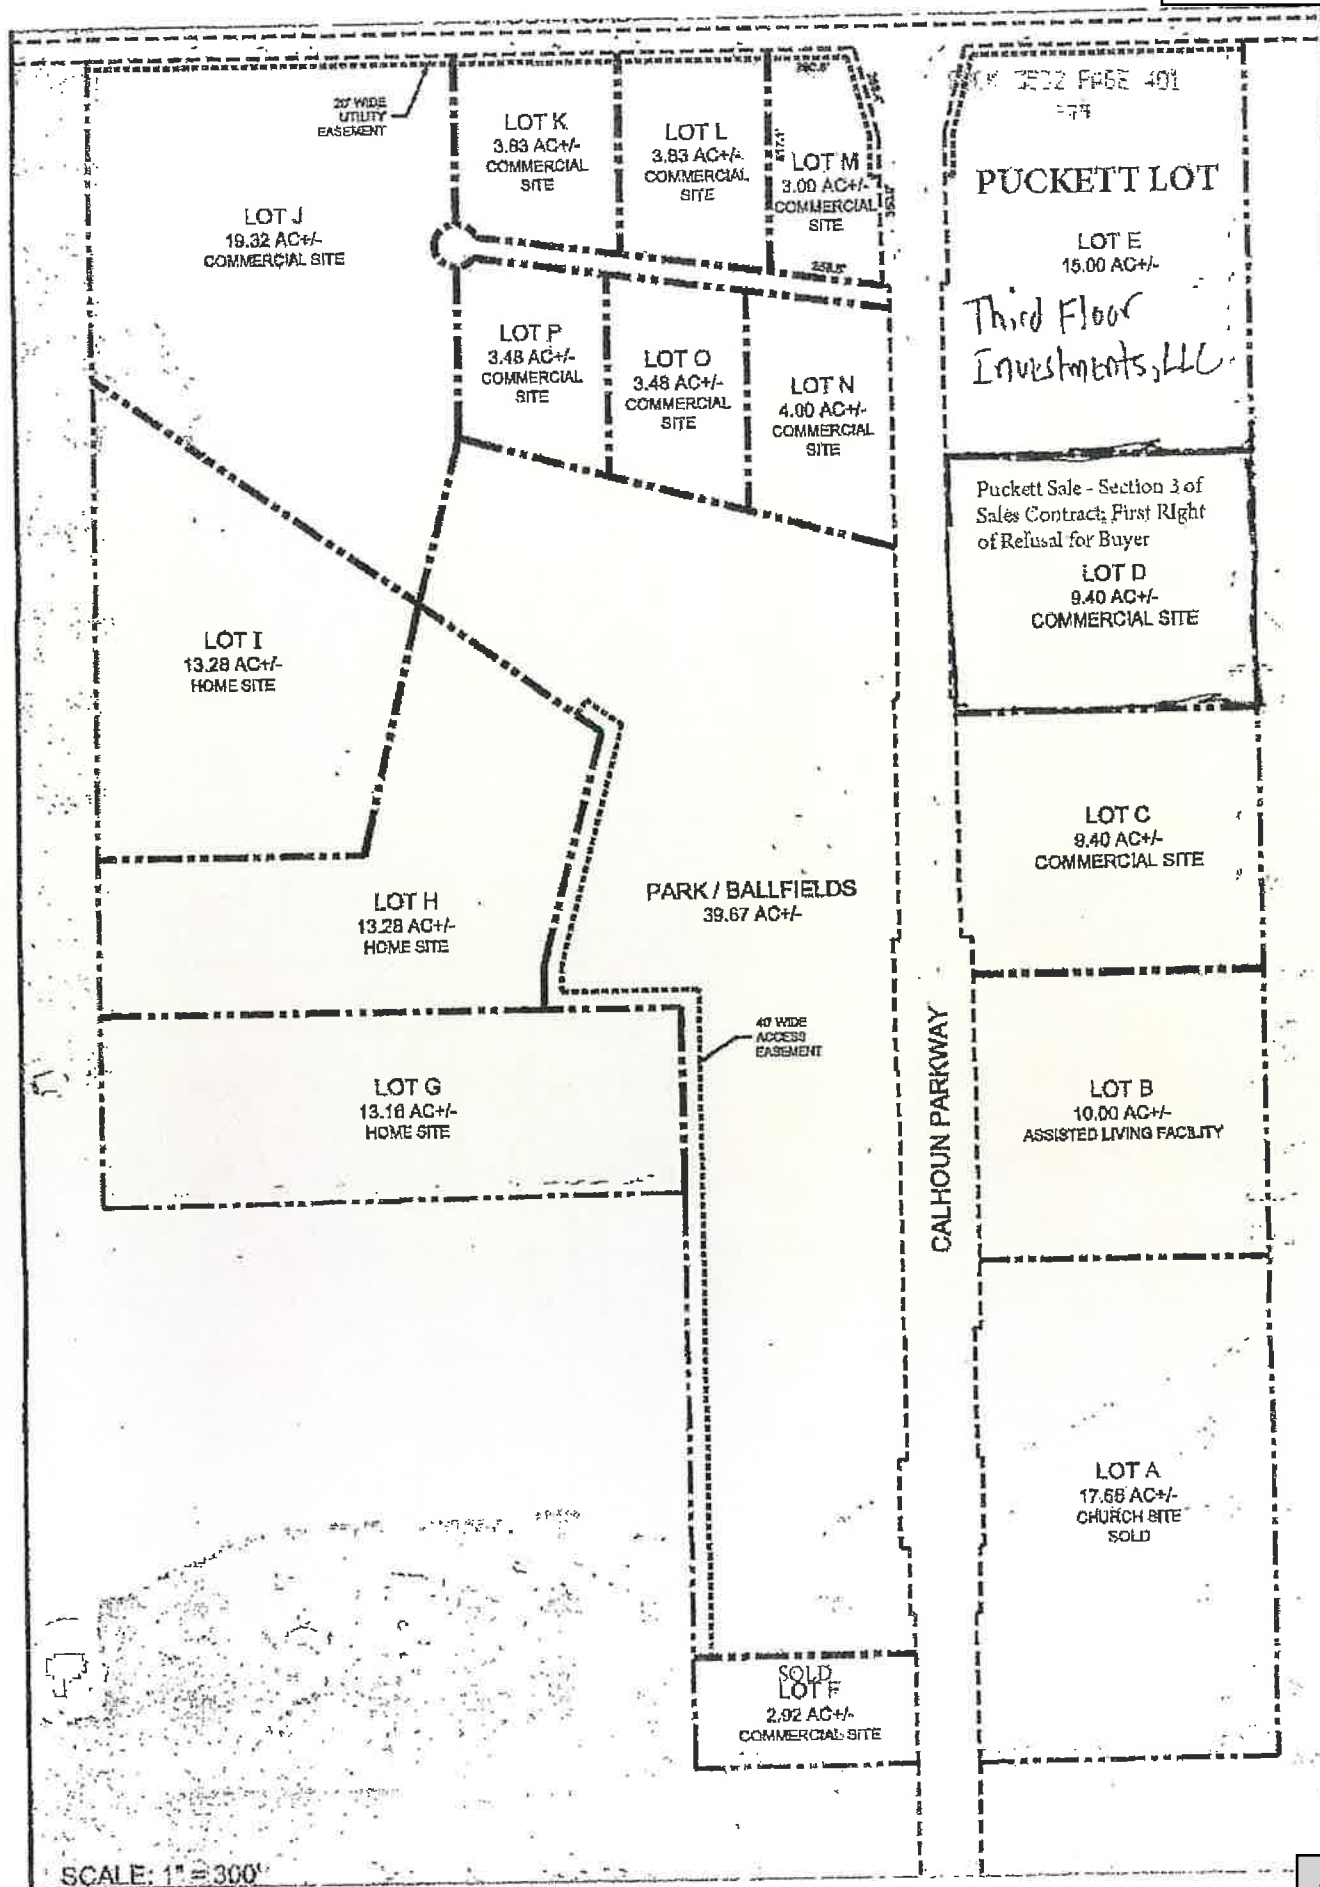 20' WIDE
UTILITY
EASEMENT
LOT K
3.83 AC+/-
COMMERCIAL
SITE
LOT L
3.83 AC+/-
COMMERCIAL
SITE
LOT M
3.00 AC+/-
COMMERCIAL
SITE
PAGE 401
PUCKETT LOT
LOT E
15.00 AC+/-
Third Floor
Investments, LLC
LOT J
19.32 AC+/-
COMMERCIAL SITE
LOT P
3.48 AC+/-
COMMERCIAL
SITE
LOT O
3.48 AC+/-
COMMERCIAL
SITE
LOT N
4.00 AC+/-
COMMERCIAL
SITE
Puckett Sale - Section 3 of
Sales Contract; First Right
of Refusal for Buyer
LOT D
9.40 AC+/-
COMMERCIAL SITE
LOT I
13.28 AC+/-
HOME SITE
LOT C
9.40 AC+/-
COMMERCIAL SITE
LOT H
13.28 AC+/-
HOME SITE
PARK / BALLFIELDS
39.67 AC+/-
40' WIDE
ACCESS
EASEMENT
CALHOUN PARKWAY
LOT G
13.16 AC+/-
HOME SITE
LOT B
10.00 AC+/-
ASSISTED LIVING FACILITY
LOT A
17.68 AC+/-
CHURCH SITE
SOLD
SOLD
LOT F
2.92 AC+/-
COMMERCIAL SITE
SCALE: 1" = 300'